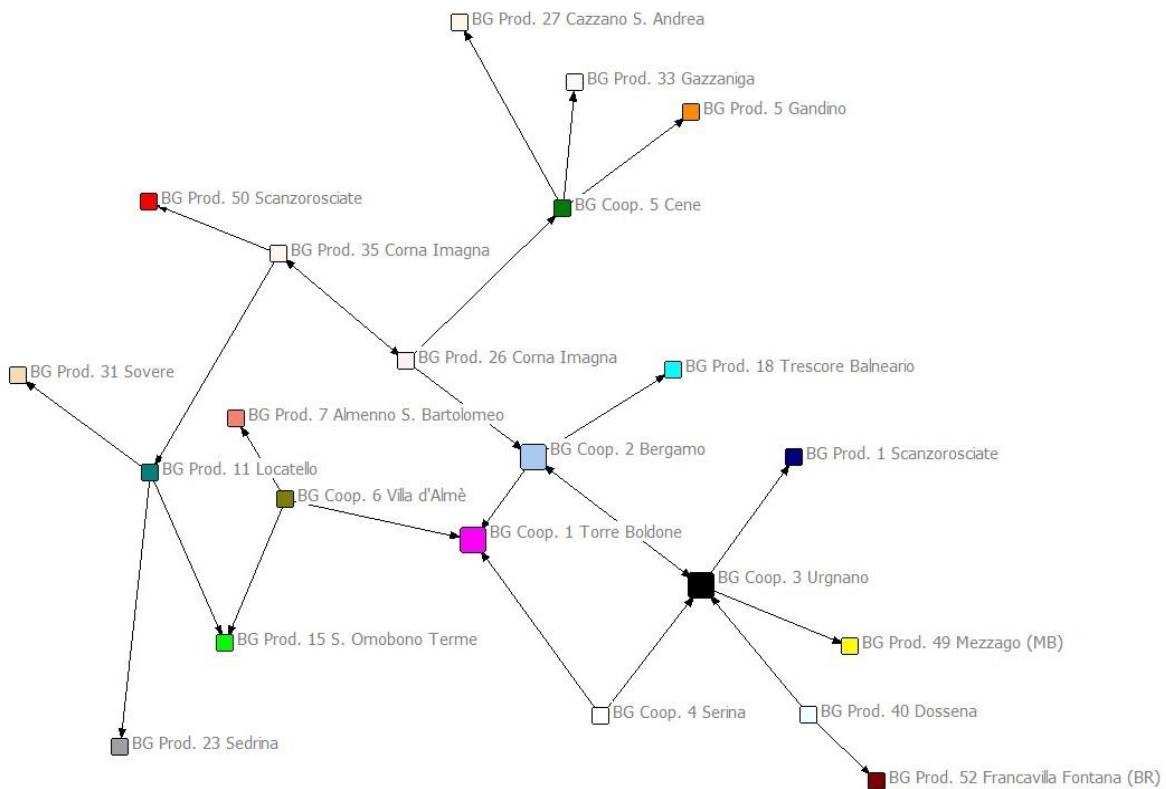 BG Prod. 27 Cazzano S. Andrea
BG Prod. 33 Gazzaniga
BG Prod. 5 Gandino
BG Prod. 50 Scanzorosciate
BG Coop. 5 Cene
BG Prod. 35 Corna Imagna
BG Prod. 26 Corna Imagna
BG Prod. 18 Trescore Balneario
BG Prod. 31 Sovere
BG Prod. 7 Almenno S. Bartolomeo
BG Coop. 2 Bergamo
BG Prod. 1 Scanzorosciate
BG Prod. 11 Locatello
BG Coop. 6 Villa d'Almè
BG Coop. 1 Torre Boldone
BG Coop. 3 Urgnano
BG Prod. 15 S. Omobono Terme
BG Prod. 49 Mezzago (MB)
BG Coop. 4 Serina
BG Prod. 40 Dossena
BG Prod. 23 Sedrina
BG Prod. 52 Francavilla Fontana (BR)